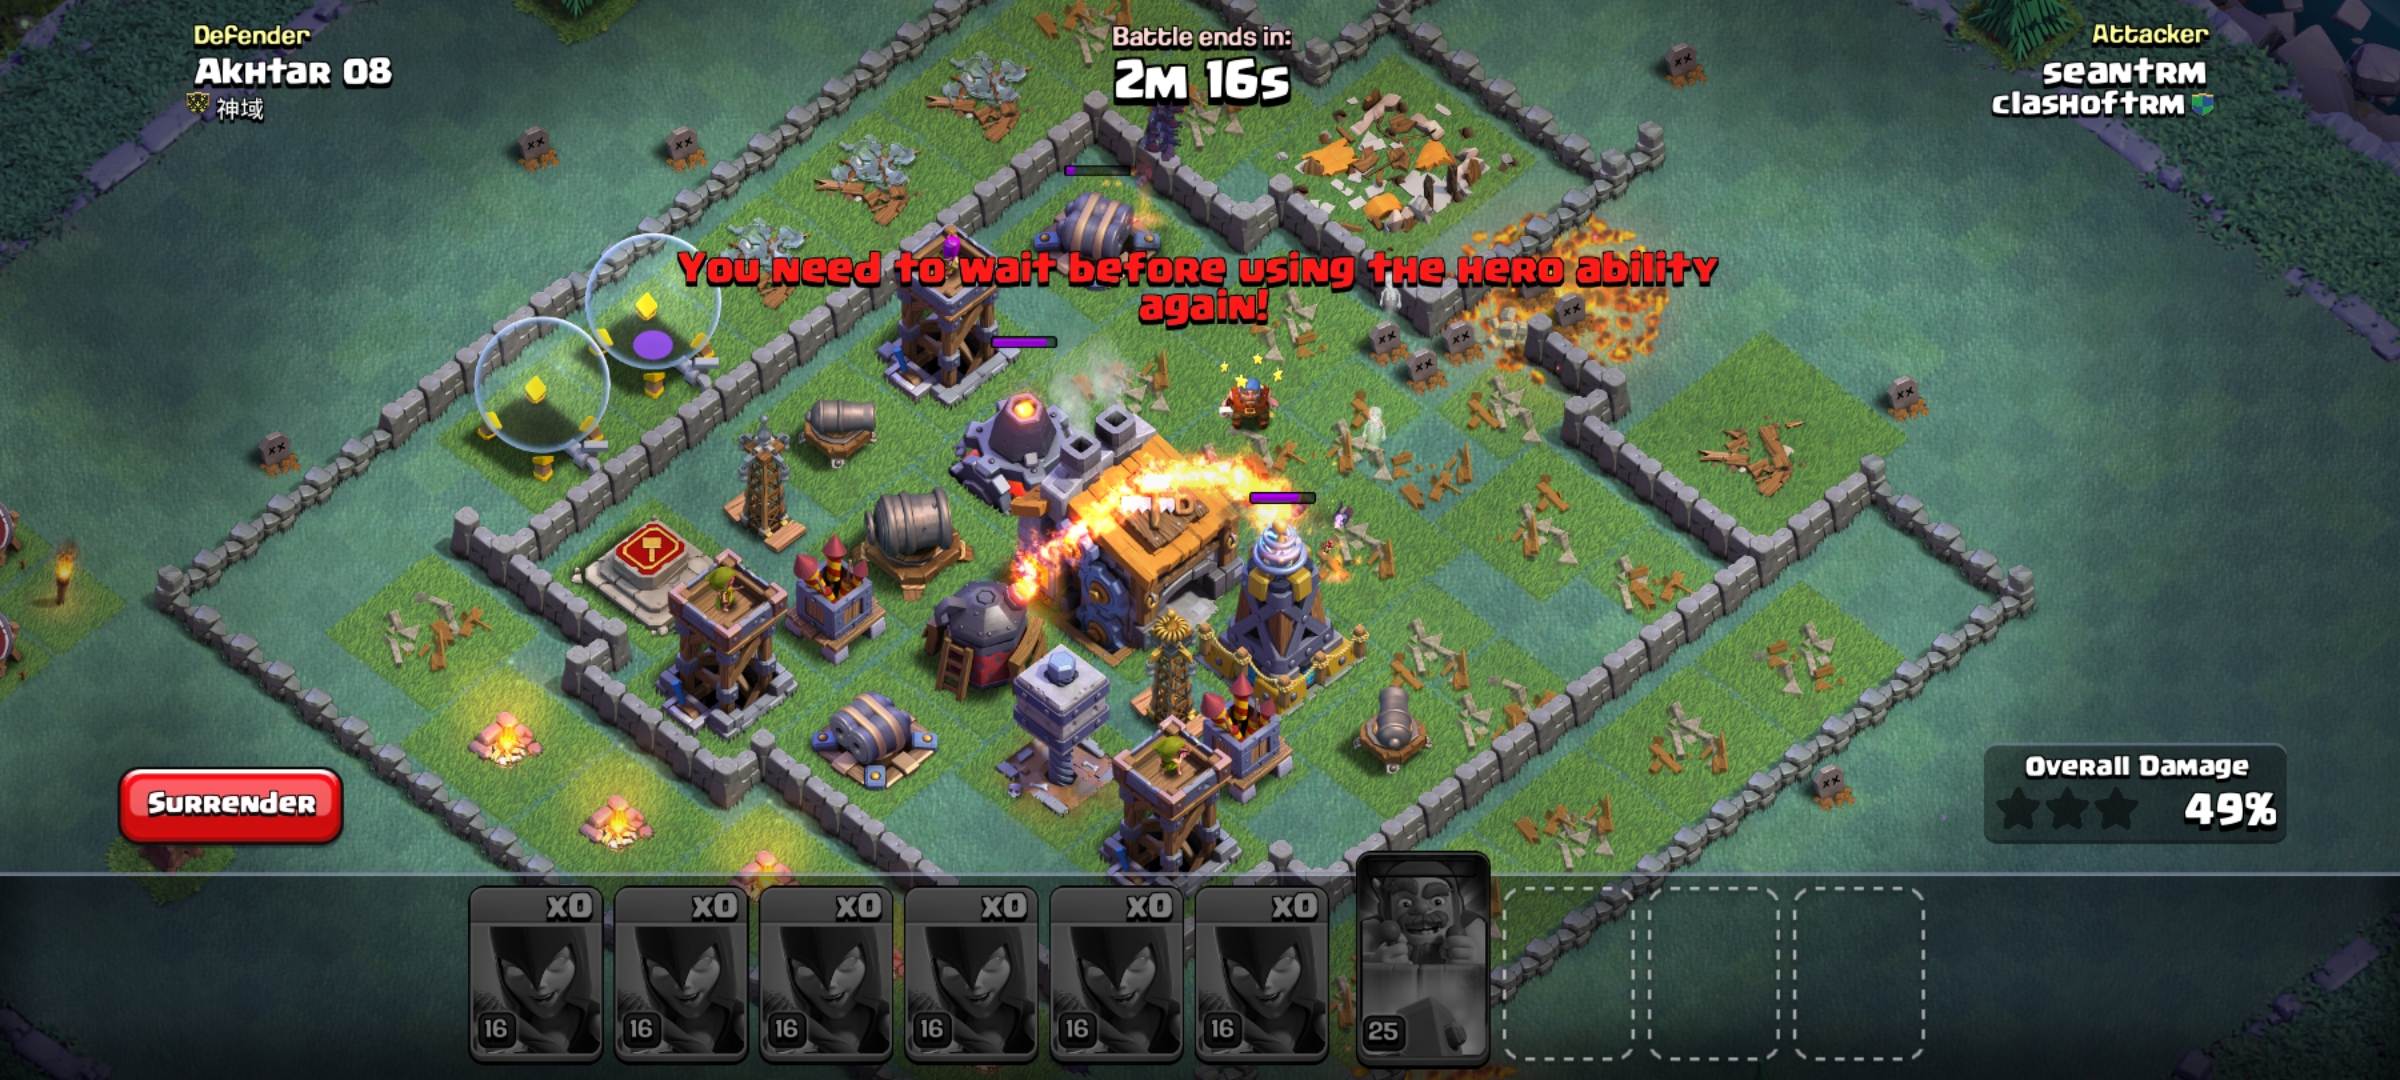 Defender
Akhtar 08
神域
Battle ends in:
2M 16s
Attacker
seantRM
clashoftRM
You need to wait before using the hero ability
again!
Surrender
Overall Damage
49%
x0
x0
x0
x0
x0
x0
16
16
16
16
16
16
25